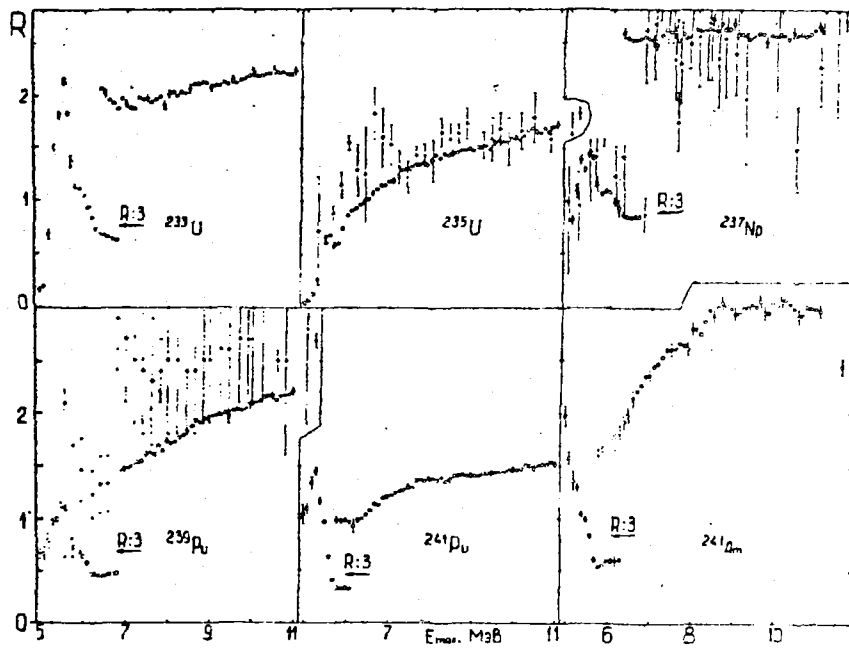 R
2
1
0
R:3
²³³U
²³⁵U
R:3
²³⁷Np
2
1
0
R:3
²³⁹Pu
R:3
²⁴¹Pu
R:3
²⁴¹Am
5 7 9 11 7 Emax. МэВ 11 6 8 10